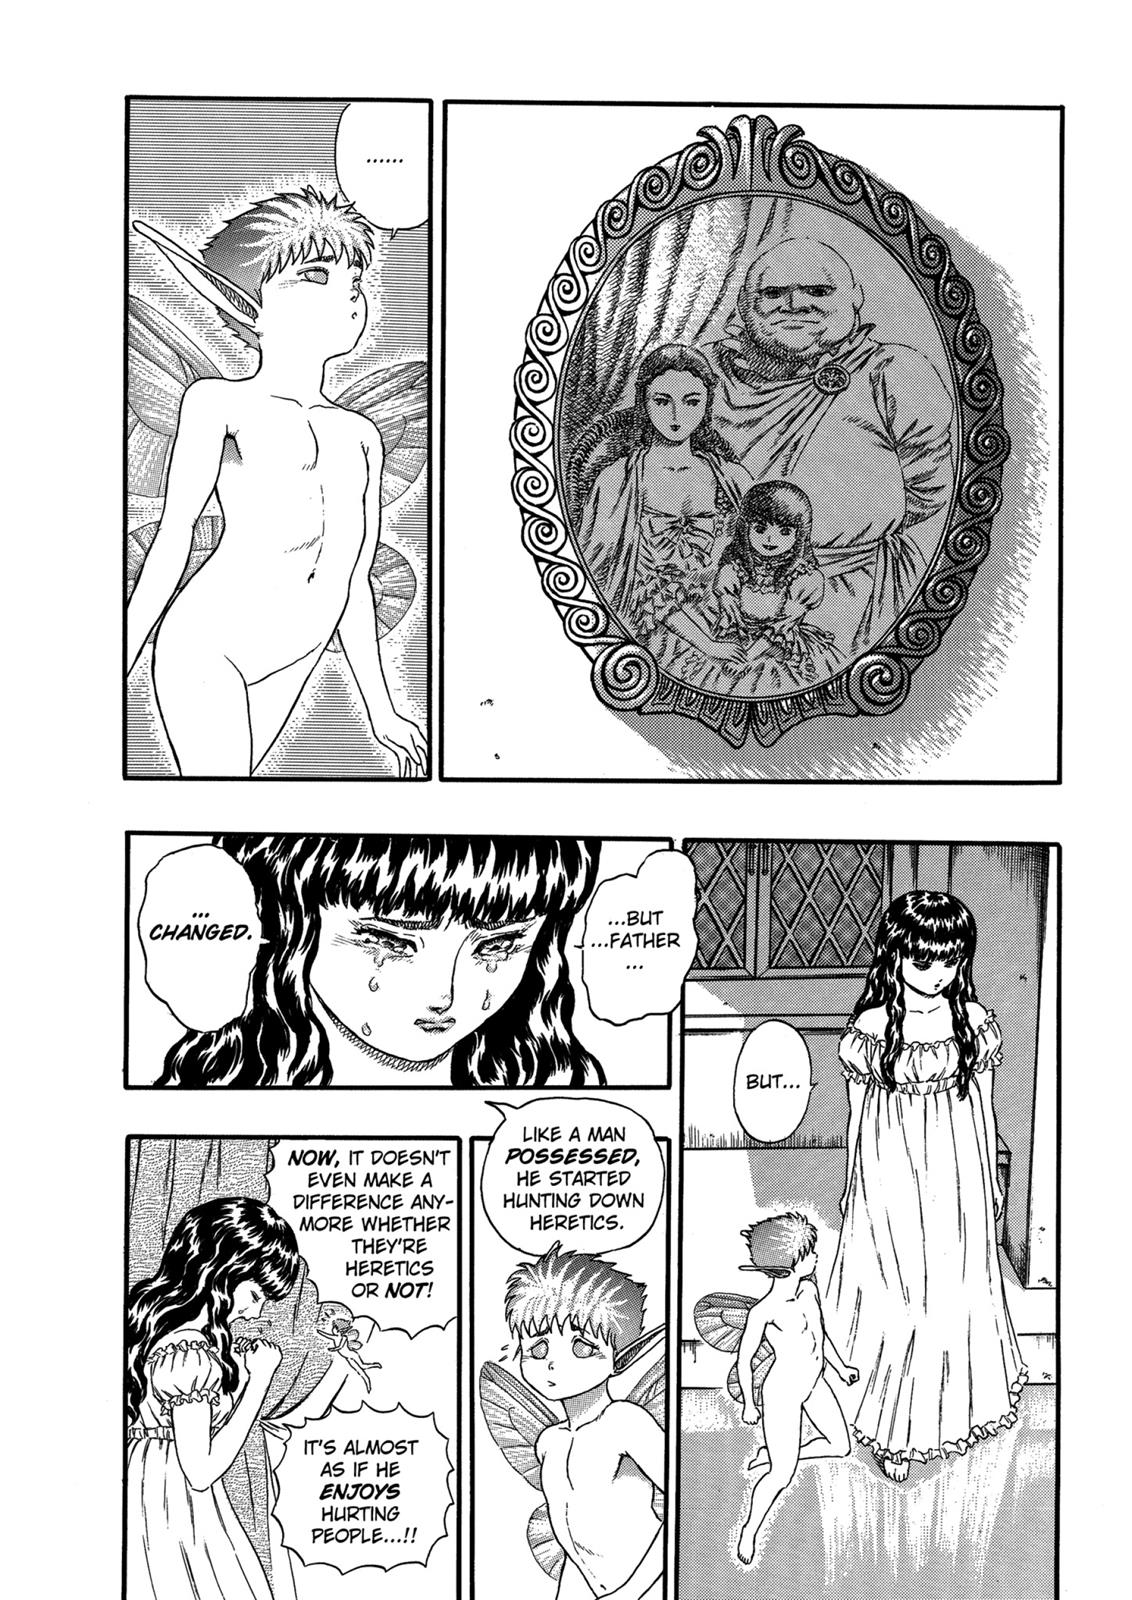 ......
BUT...
...BUT
...FATHER
...
...
CHANGED.
LIKE A MAN
POSSESSED,
HE STARTED
HUNTING DOWN
HERETICS.
NOW, IT DOESN'T
EVEN MAKE A
DIFFERENCE ANY-
MORE WHETHER
THEY'RE
HERETICS
OR NOT!
IT'S ALMOST
AS IF HE
ENJOYS
HURTING
PEOPLE...!!